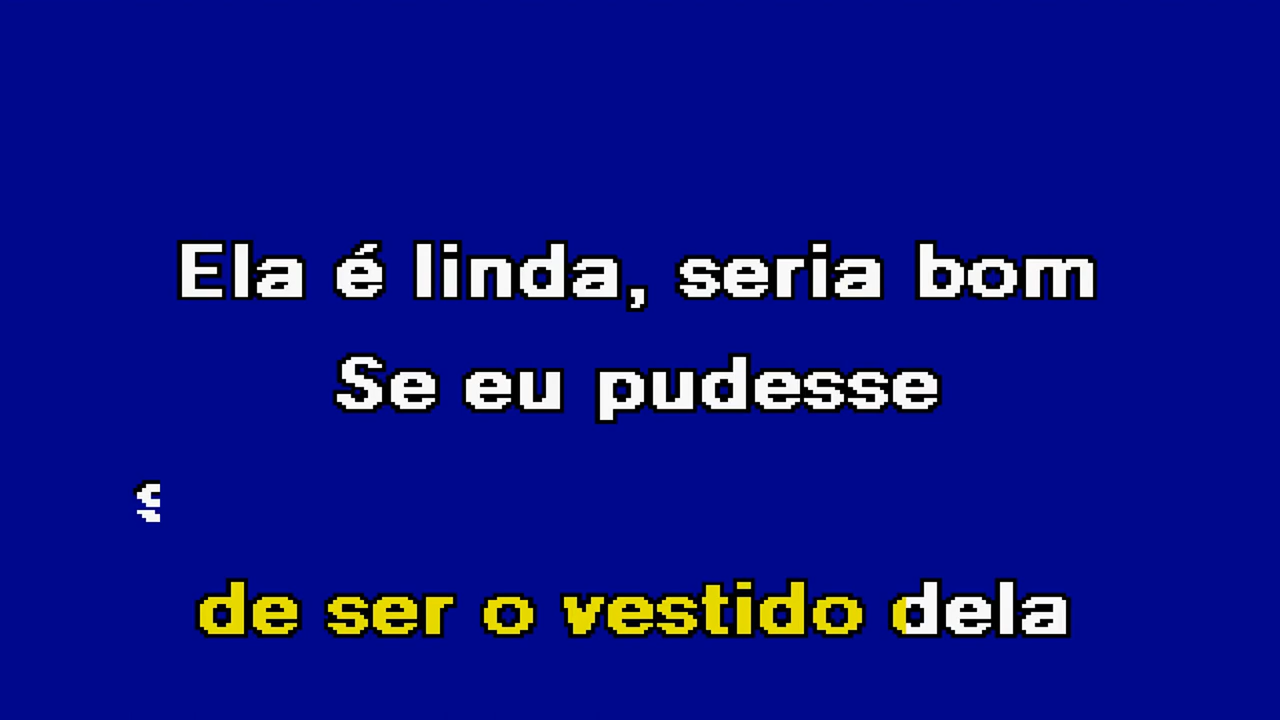 Ela é linda, seria bom
Se eu pudesse
de ser o vestido dela